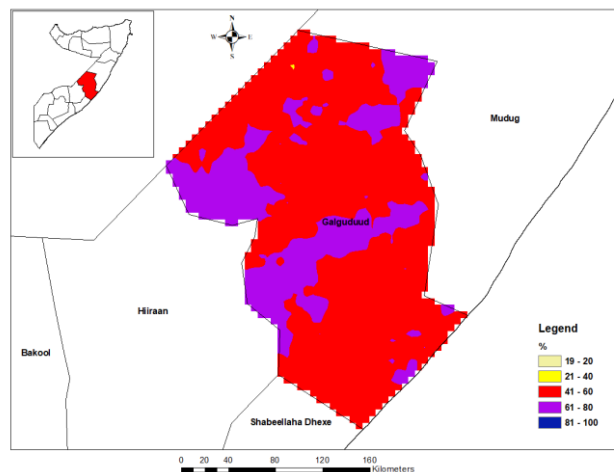 N
W E
S
Mudug
Galguduud
Hiiraan
Bakool
Shabeellaha Dhexe
Legend
%
19 - 20
21 - 40
41 - 60
61 - 80
81 - 100
0 20 40 80 120 160
Kilometers